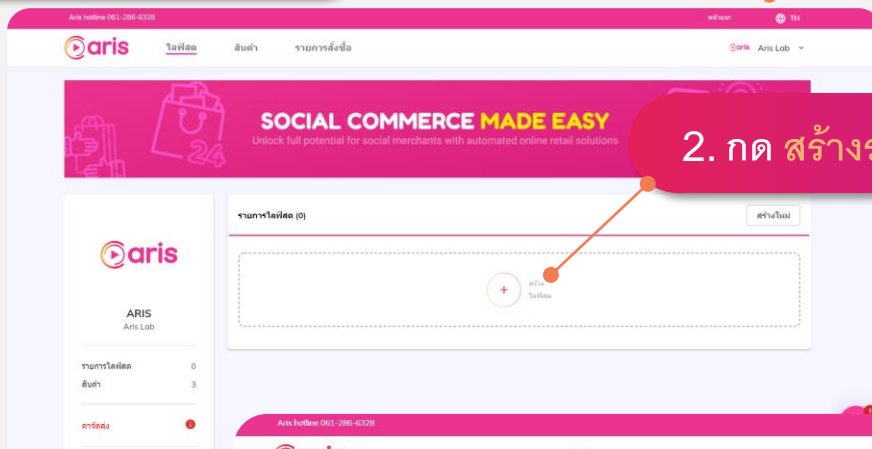 Aris hotline 061-286-6328
หน้าแรก
TH
aris
ไลฟ์สด
สินค้า
รายการสั่งซื้อ
aris
Aris Lab
SOCIAL COMMERCE MADE EASY
Unlock full potential for social merchants with automated online retail solutions
24
2. กด สร้างร
รายการไลฟ์สด (0)
สร้างใหม่
aris
+
สร้าง
ไลฟ์สด
ARIS
Aris Lab
รายการไลฟ์สด 0
สินค้า 3
ค่าจัดส่ง
Aris hotline 061-286-6328